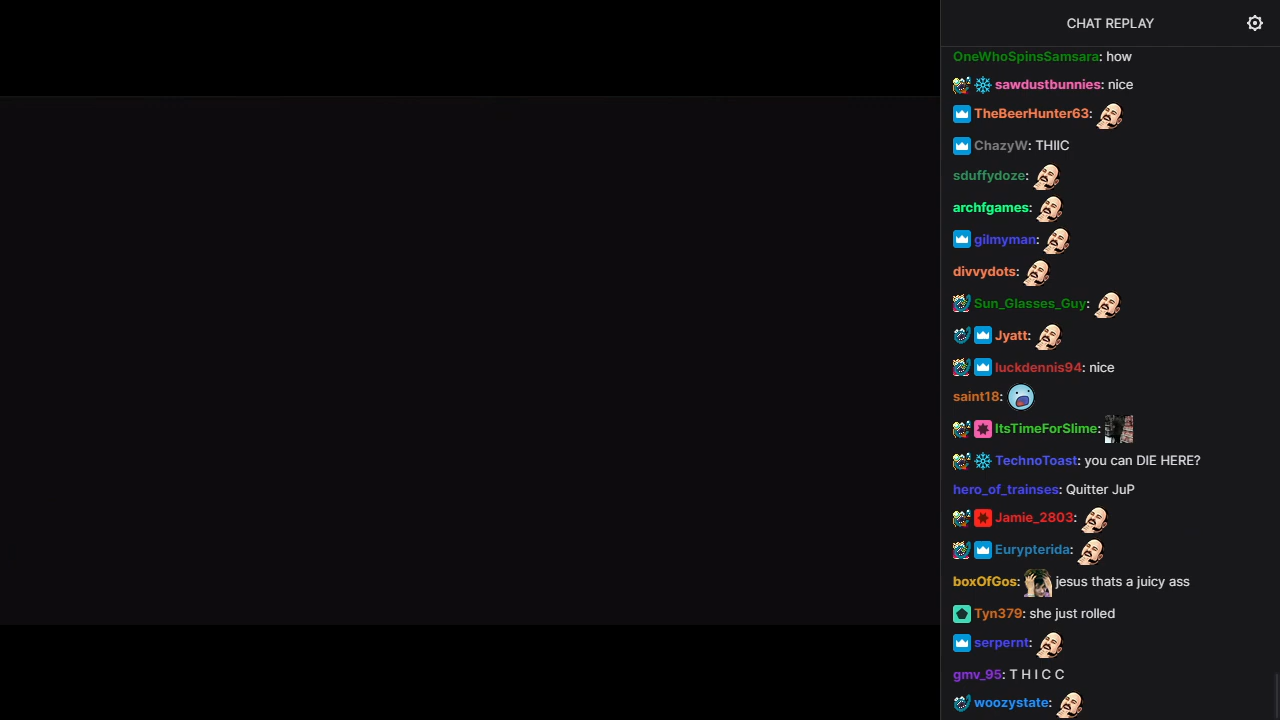 CHAT REPLAY
OneWhoSpinsSamsara: how
sawdustbunnies: nice
TheBeerHunter63:
ChazyW: THIIC
sduffydoze:
archfgames:
gilmyman:
divvydots:
Sun_Glasses_Guy:
Jyatt:
luckdennis94: nice
saint18:
ItsTimeForSlime:
TechnoToast: you can DIE HERE?
hero_of_trainses: Quitter JuP
Jamie_2803:
Eurypterida:
boxOfGos: jesus thats a juicy ass
Tyn379: she just rolled
serpernt:
gmv_95: T H I C C
woozystate: